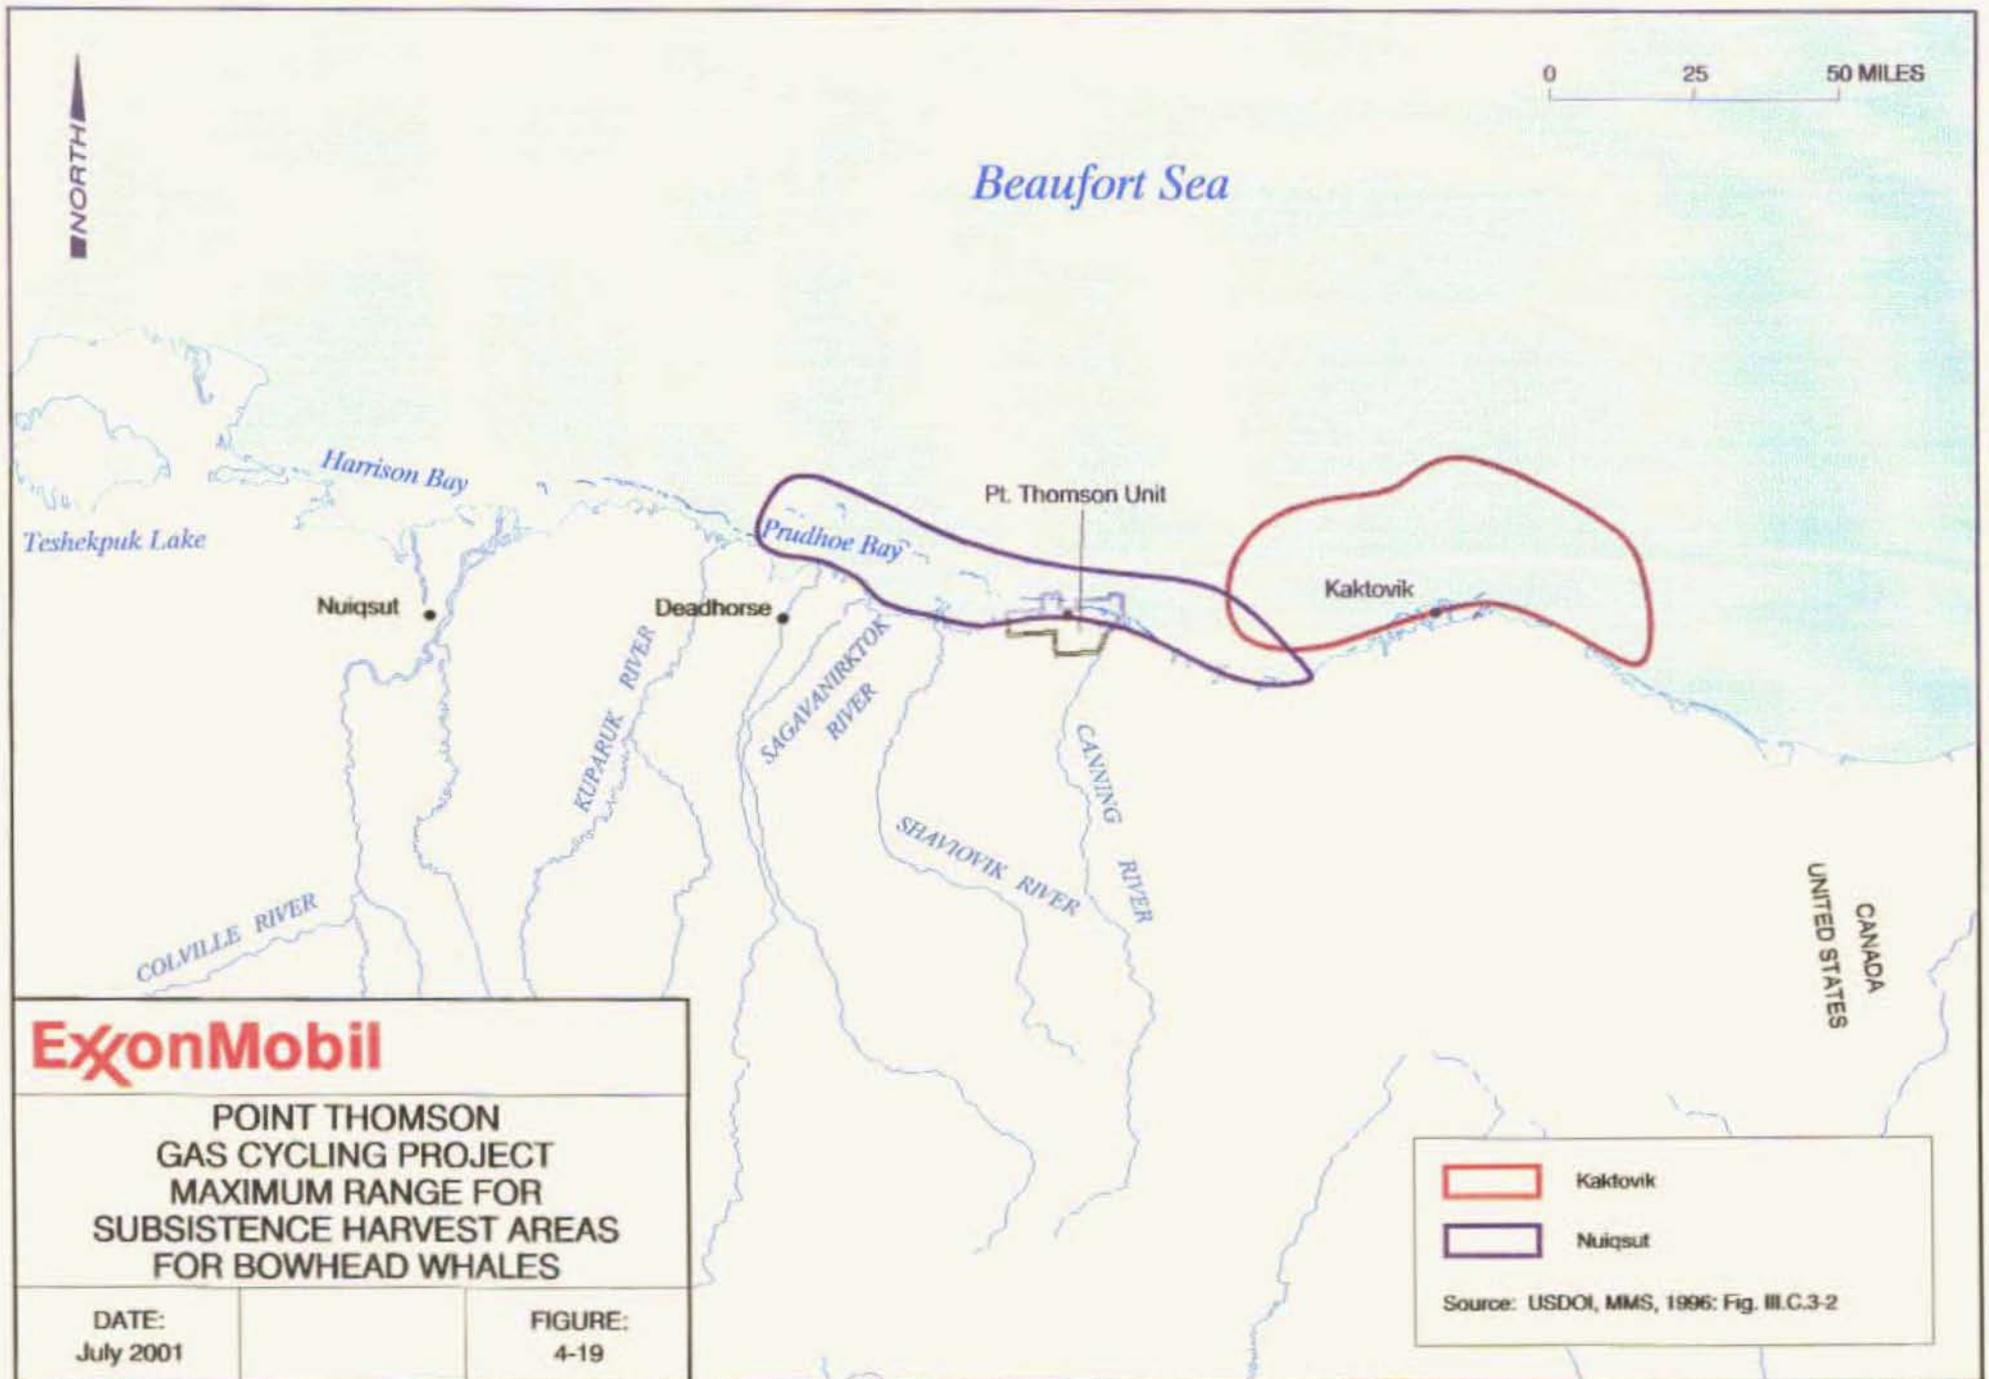 NORTH
0 25 50 MILES
Beaufort Sea
Harrison Bay
Teshekpuk Lake
Prudhoe Bay
Pt. Thomson Unit
Kaktovik
Nuiqsut
Deadhorse
KUPARUK RIVER
SAGAVANIRKTOK
RIVER
SHAVIOVIK RIVER
CANNING RIVER
COLVILLE RIVER
CANADA
UNITED STATES
ExxonMobil
POINT THOMSON
GAS CYCLING PROJECT
MAXIMUM RANGE FOR
SUBSISTENCE HARVEST AREAS
FOR BOWHEAD WHALES
DATE:
July 2001
FIGURE:
4-19
Kaktovik
Nuiqsut
Source: USDOI, MMS, 1996: Fig. III.C.3-2